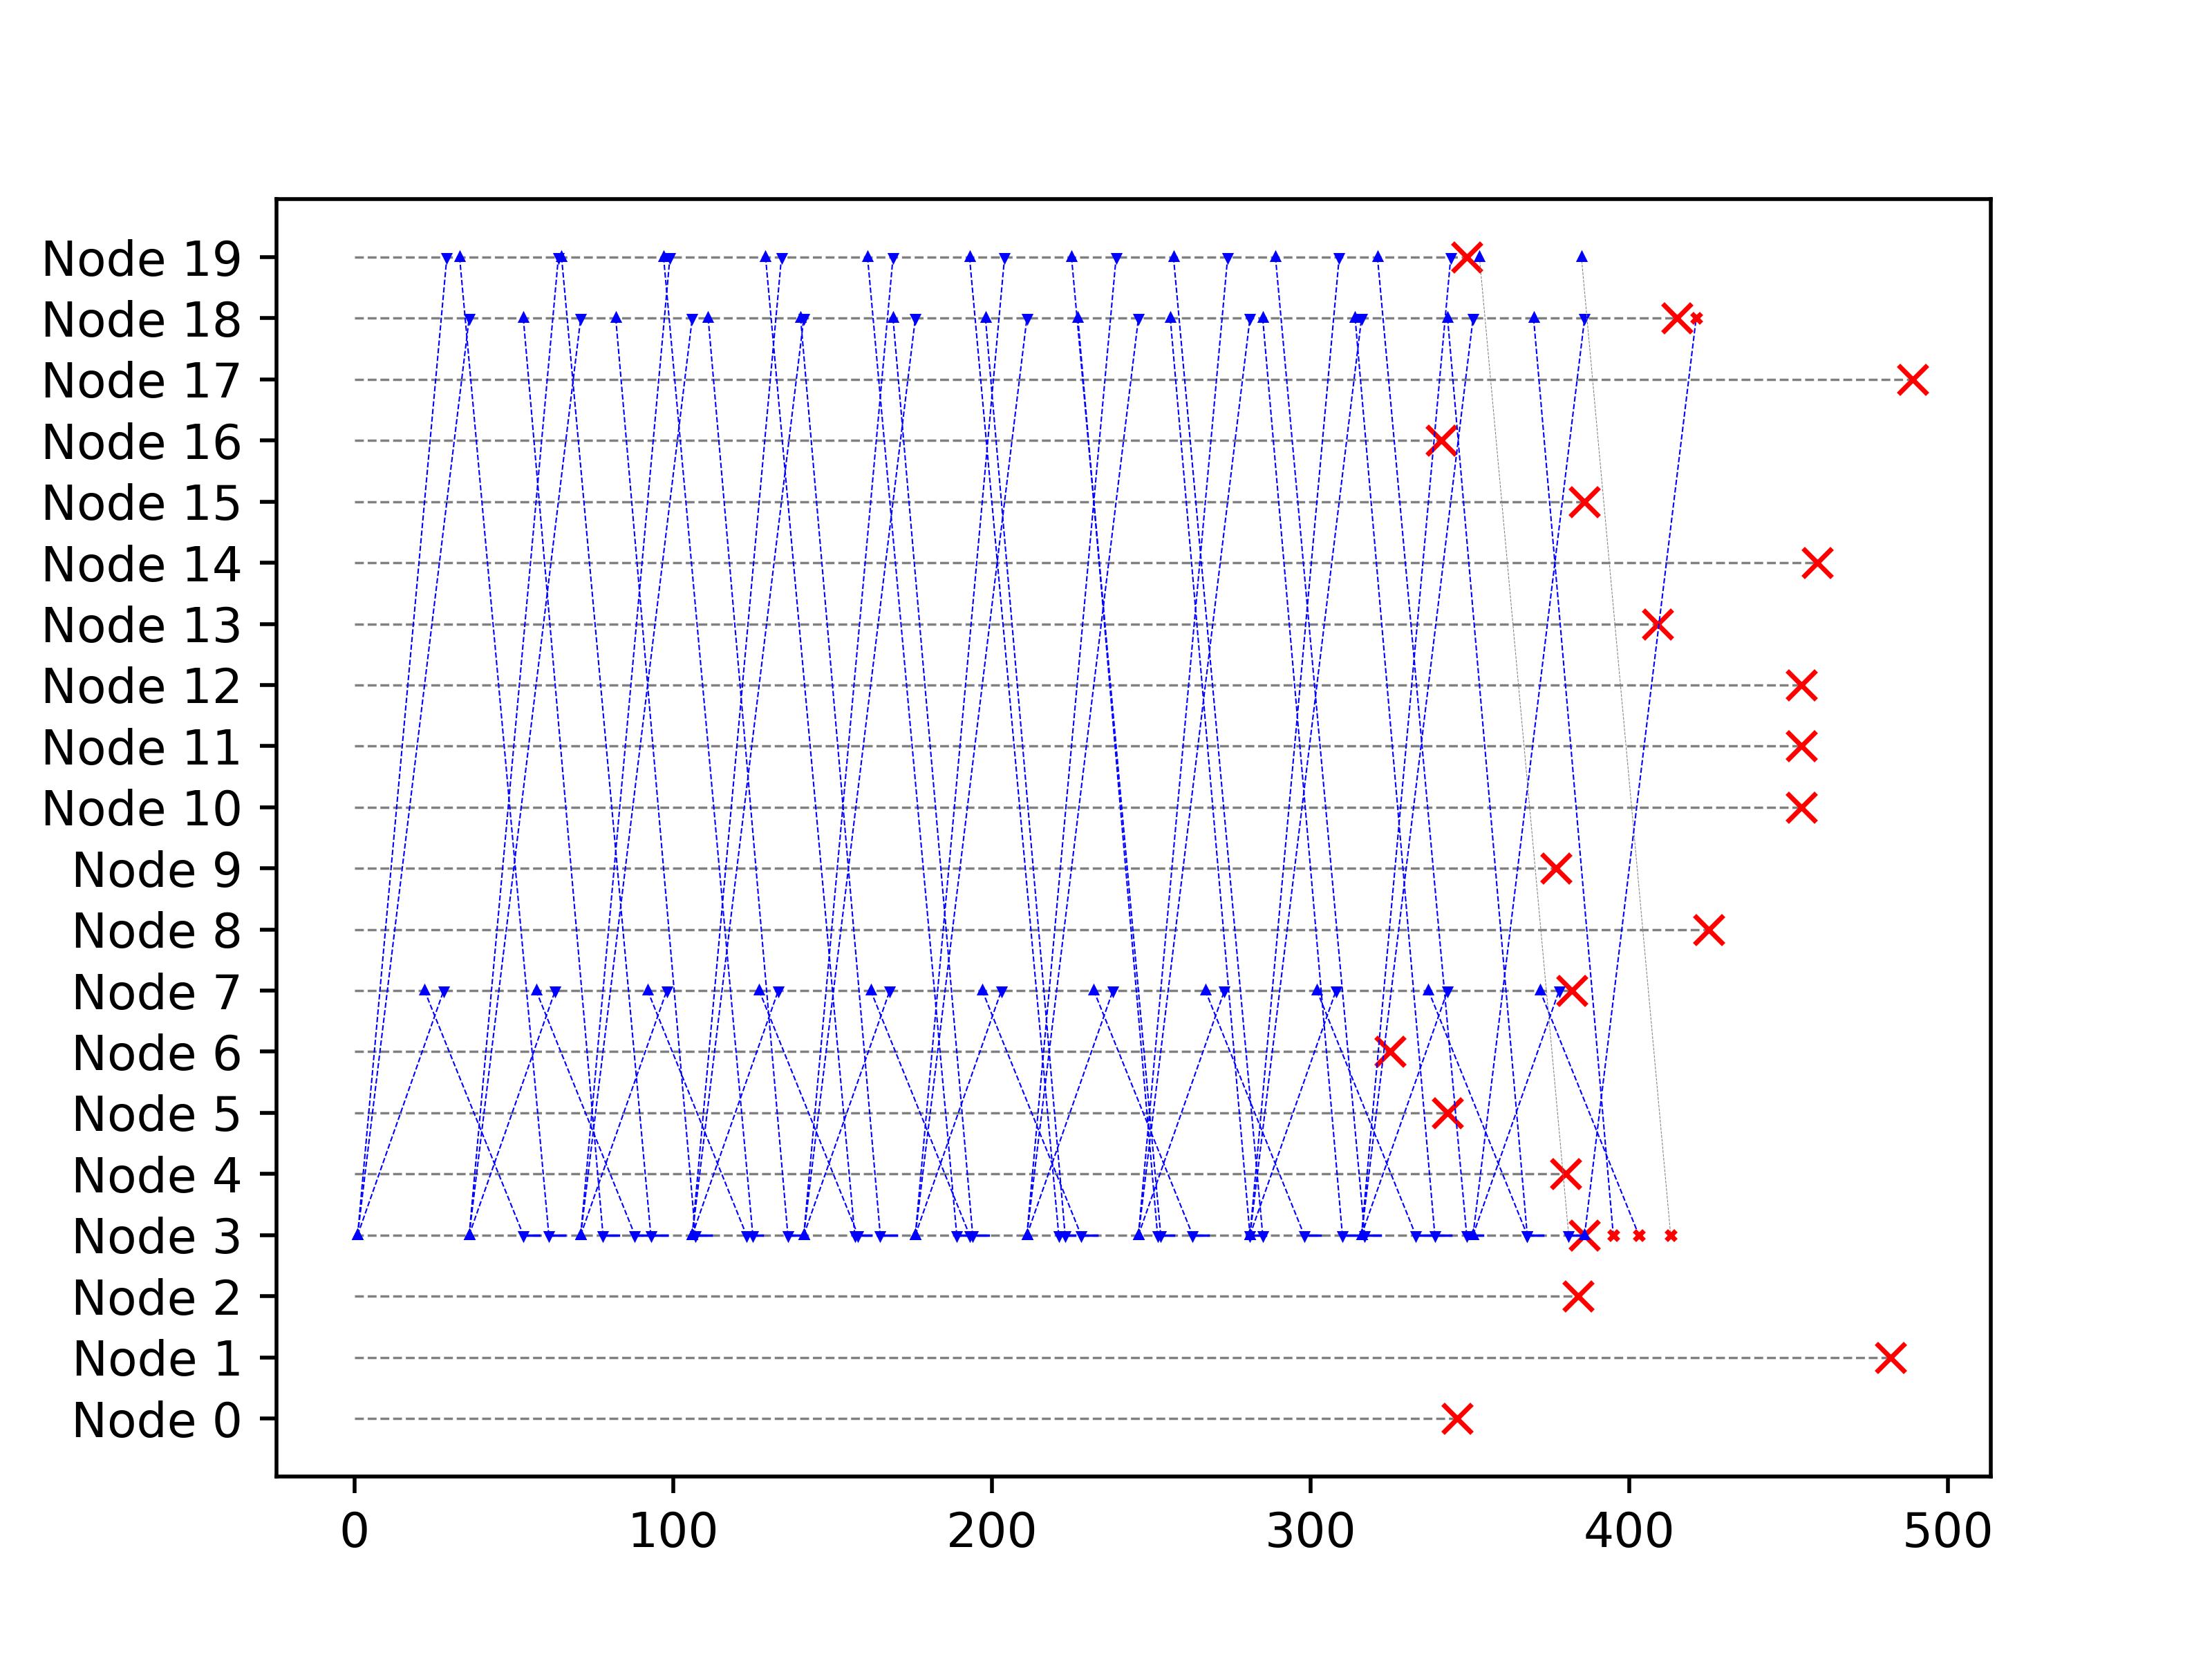 Node 19
Node 18
Node 17
Node 16
Node 15
Node 14
Node 13
Node 12
Node 11
Node 10
Node 9
Node 8
Node 7
Node 6
Node 5
Node 4
Node 3
Node 2
Node 1
Node 0
0 100 200 300 400 500